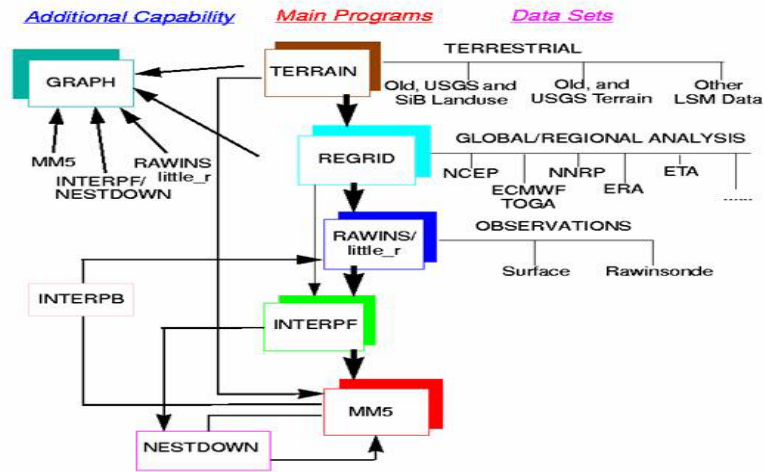 Additional Capability
Main Programs
Data Sets
TERRESTRIAL
GRAPH
TERRAIN
Old, USGS and
SiB Landuse
Old, and
USGS Terrain
Other
LSM Data
GLOBAL/REGIONAL ANALYSIS
MM5
INTERPF/
NESTDOWN
RAWINS
little_r
REGRID
NCEP
ECMWF
TOGA
NNRP
ERA
ETA
------
OBSERVATIONS
RAWINS/
little_r
Surface
Rawinsonde
INTERPB
INTERPF
MM5
NESTDOWN